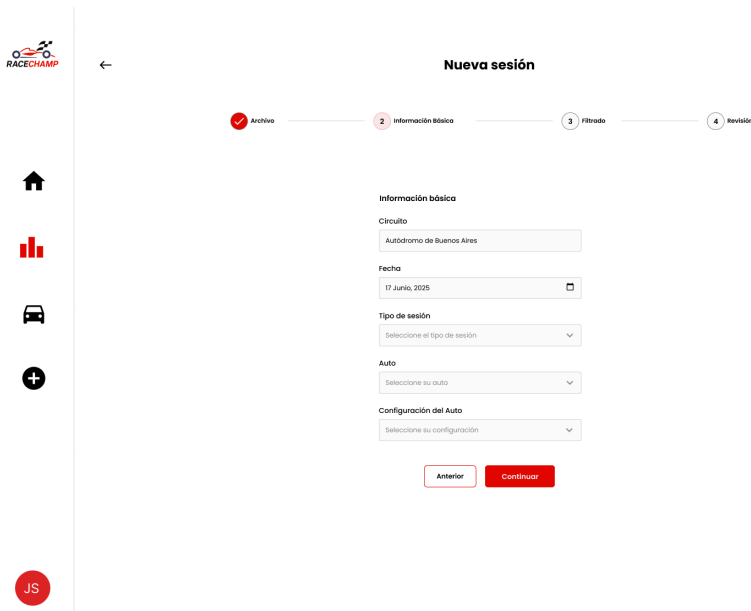 RACECHAMP
Nueva sesión
Archivo
2 Información Básica
3 Filtrado
4 Revisión
Información básica
Circuito
Autódromo de Buenos Aires
Fecha
17 Junio, 2025
Tipo de sesión
Seleccione el tipo de sesión
Auto
Seleccione su auto
Configuración del Auto
Seleccione su configuración
Anterior
Continuar
JS